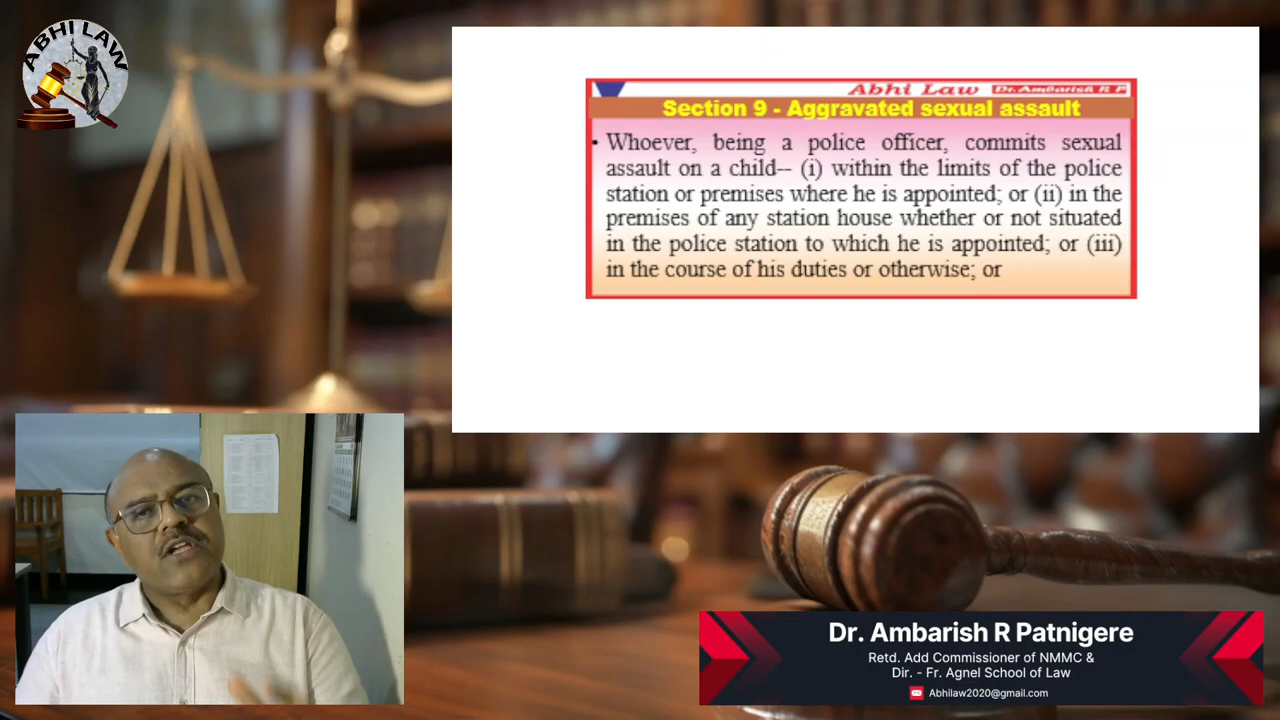 ABHI LAW
Abhi Law Dr.Ambarish R P
Section 9 - Aggravated sexual assault
• Whoever, being a police officer, commits sexual
assault on a child-- (i) within the limits of the police
station or premises where he is appointed; or (ii) in the
premises of any station house whether or not situated
in the police station to which he is appointed; or (iii)
in the course of his duties or otherwise; or
Dr. Ambarish R Patnigere
Retd. Add Commissioner of NMMC &
Dir. - Fr. Agnel School of Law
Abhilaw2020@gmail.com